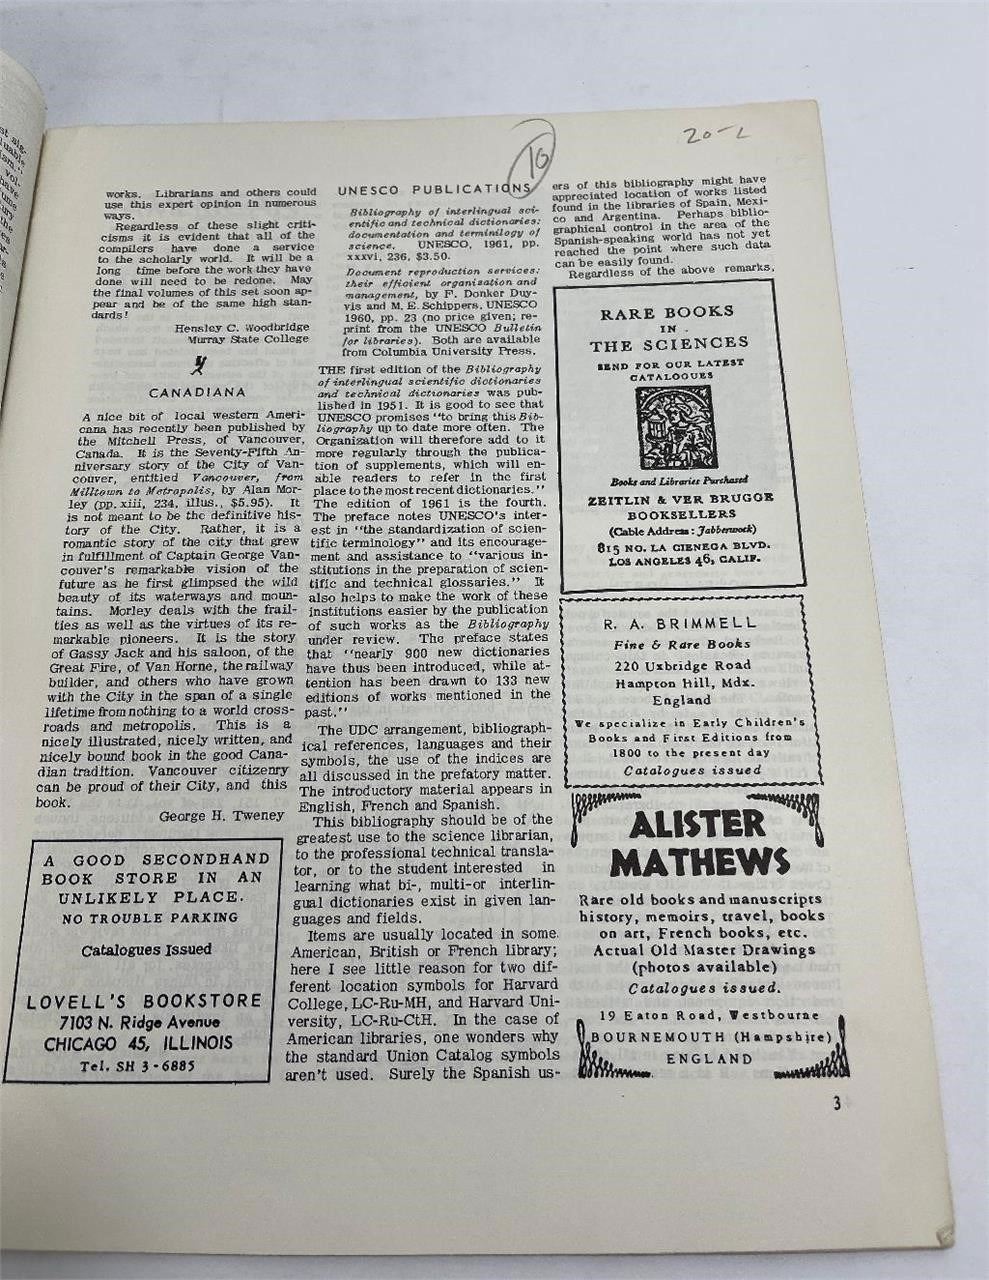 st sig-
luable
iam."
vol-
have
ume
ury
the
es
10
20-2
works. Librarians and others could
use this expert opinion in numerous
ways.
Regardless of these slight criti-
cisms it is evident that all of the
compilers have done a service
to the scholarly world. It will be a
long time before the work they have
done will need to be redone. May
the final volumes of this set soon ap-
pear and be of the same high stan-
dards!
Hensley C. Woodbridge
Murray State College
CANADIANA
A nice bit of local western Ameri-
cana has recently been published by
the Mitchell Press, of Vancouver,
Canada. It is the Seventy-Fifth An-
niversary story of the City of Van-
couver, entitled Vancouver, from
Milltown to Metropolis, by Alan Mor-
ley (pp. xiii, 234, illus., $5.95). It
is not meant to be the definitive his-
tory of the City. Rather, it is a
romantic story of the city that grew
in fulfillment of Captain George Van-
couver's remarkable vision of the
future as he first glimpsed the wild
beauty of its waterways and moun-
tains. Morley deals with the frail-
ties as well as the virtues of its re-
markable pioneers. It is the story
of Gassy Jack and his saloon, of the
Great Fire, of Van Horne, the railway
builder, and others who have grown
with the City in the span of a single
lifetime from nothing to a world cross-
roads and metropolis. This is a
nicely illustrated, nicely written, and
nicely bound book in the good Cana-
dian tradition. Vancouver citizenry
can be proud of their City, and this
book.
George H. Tweney
A GOOD SECONDHAND
BOOK STORE IN AN
UNLIKELY PLACE.
NO TROUBLE PARKING
Catalogues Issued
LOVELL'S BOOKSTORE
7103 N. Ridge Avenue
CHICAGO 45, ILLINOIS
Tel. SH 3-6885
UNESCO PUBLICATIONS
Bibliography of interlingual sci-
entific and technical dictionaries:
documentation and terminilogy of
science. UNESCO, 1961, pp.
xxxvi, 236, $3.50.
Document reproduction services:
their efficient organization and
management, by F. Donker Duy-
vis and M. E. Schippers. UNESCO
1960, pp. 23 (no price given; re-
print from the UNESCO Bulletin
for libraries). Both are available
from Columbia University Press.
THE first edition of the Bibliography
of interlingual scientific dictionaries
and technical dictionaries was pub-
lished in 1951. It is good to see that
UNESCO promises "to bring this Bib-
liography up to date more often. The
Organization will therefore add to it
more regularly through the publica-
tion of supplements, which will en-
able readers to refer in the first
place to the most recent dictionaries."
The edition of 1961 is the fourth.
The preface notes UNESCO's inter-
est in "the standardization of scien-
tific terminology" and its encourage-
ment and assistance to "various in-
stitutions in the preparation of scien-
tific and technical glossaries." It
also helps to make the work of these
institutions easier by the publication
of such works as the Bibliography
under review. The preface states
that "nearly 900 new dictionaries
have thus been introduced, while at-
tention has been drawn to 133 new
editions of works mentioned in the
past."
The UDC arrangement, bibliograph-
ical references, languages and their
symbols, the use of the indices are
all discussed in the prefatory matter.
The introductory material appears in
English, French and Spanish.
This bibliography should be of the
greatest use to the science librarian,
to the professional technical transla-
tor, or to the student interested in
learning what bi-, multi-or interlin-
gual dictionaries exist in given lan-
guages and fields.
Items are usually located in some
American, British or French library;
here I see little reason for two dif-
ferent location symbols for Harvard
College, LC-Ru-MH, and Harvard Uni-
versity, LC-Ru-CtH. In the case of
American libraries, one wonders why
the standard Union Catalog symbols
aren't used. Surely the Spanish us-
ers of this bibliography might have
appreciated location of works listed
found in the libraries of Spain, Mexi-
co and Argentina. Perhaps biblio-
graphical control in the area of the
Spanish-speaking world has not yet
reached the point where such data
can be easily found.
Regardless of the above remarks,
RARE BOOKS
IN
THE SCIENCES
SEND FOR OUR LATEST
CATALOGUES
Books and Libraries Purchased
ZEITLIN & VER BRUGGE
BOOKSELLERS
(Cable Address: Jabberwock)
815 NO. LA CIENEGA BLVD.
LOS ANGELES 46, CALIF.
R. A. BRIMMELL
Fine & Rare Books
220 Uxbridge Road
Hampton Hill, Mdx.
England
We specialize in Early Children's
Books and First Editions from
1800 to the present day
Catalogues issued
ALISTER
MATHEWS
Rare old books and manuscripts
history, memoirs, travel, books
on art, French books, etc.
Actual Old Master Drawings
(photos available)
Catalogues issued.
19 Eaton Road, Westbourne
BOURNEMOUTH (Hampshire)
ENGLAND
3